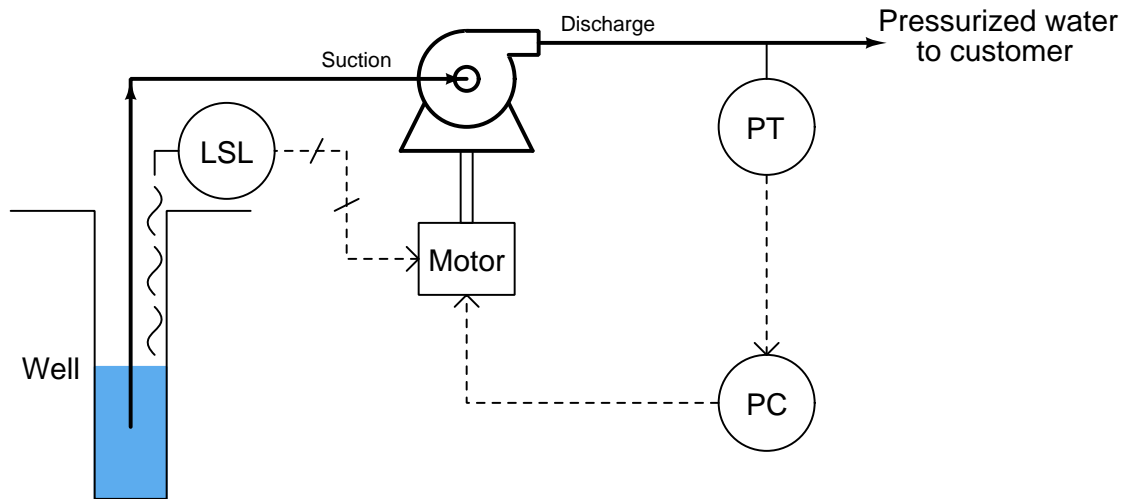 Discharge
Pressurized water
to customer
Suction
PT
LSL
Motor
Well
PC